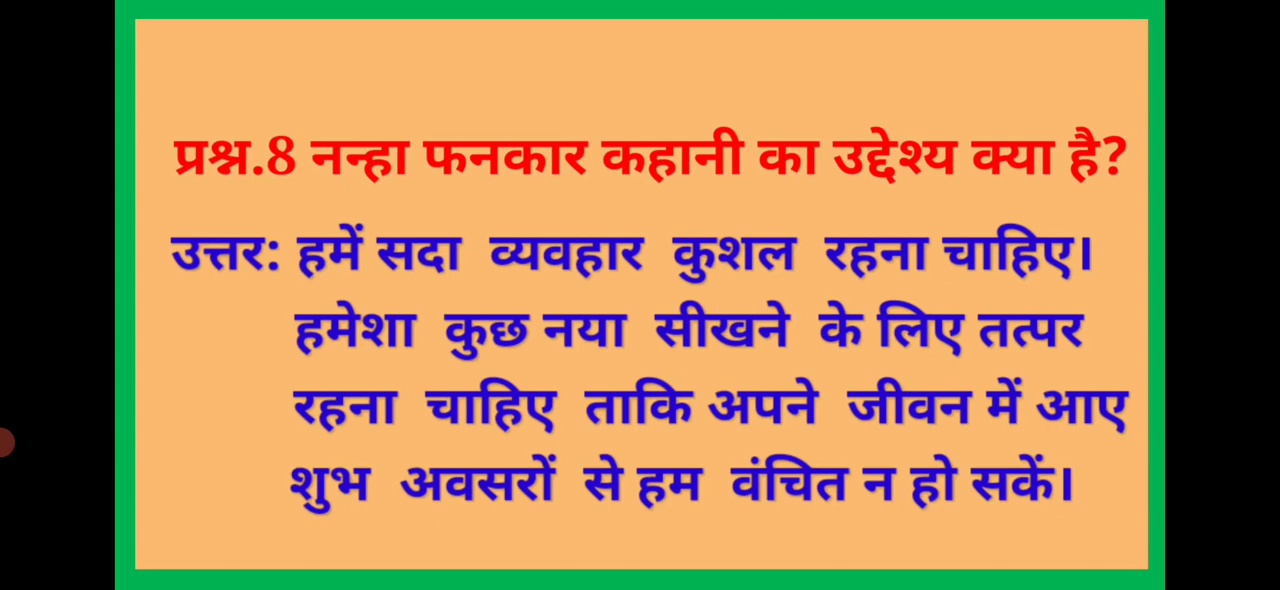 प्रश्न.8 नन्हा फनकार कहानी का उद्देश्य क्या है?
उत्तर: हमें सदा व्यवहार कुशल रहना चाहिए।
हमेशा कुछ नया सीखने के लिए तत्पर
रहना चाहिए ताकि अपने जीवन में आए
शुभ अवसरों से हम वंचित न हो सकें।